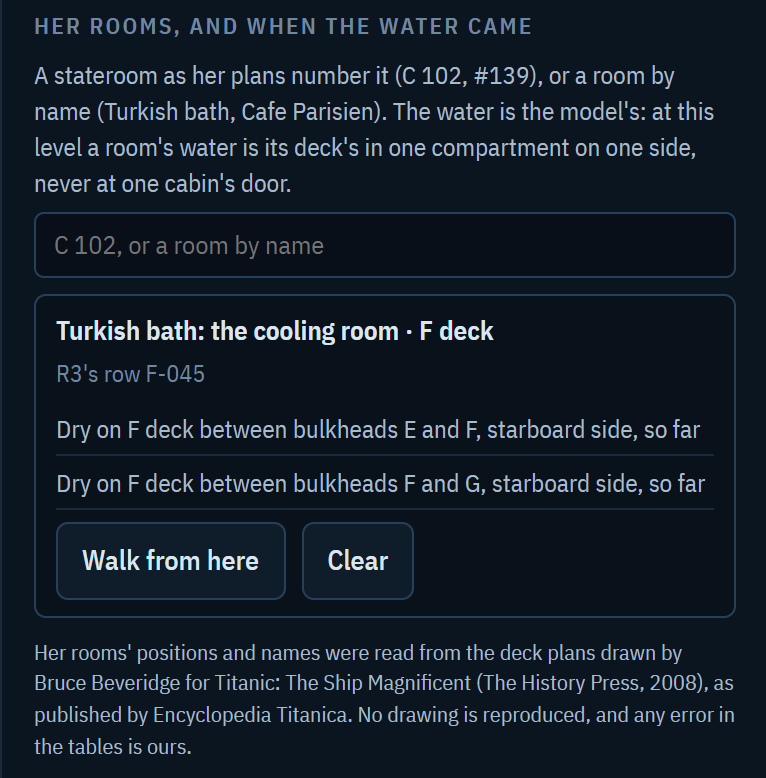 HER ROOMS, AND WHEN THE WATER CAME
A stateroom as her plans number it (C 102, #139), or a room by
name (Turkish bath, Cafe Parisien). The water is the model's: at this
level a room's water is its deck's in one compartment on one side,
never at one cabin's door.
C 102, or a room by name
Turkish bath: the cooling room · F deck
R3's row F-045
Dry on F deck between bulkheads E and F, starboard side, so far
Dry on F deck between bulkheads F and G, starboard side, so far
Walk from here
Clear
Her rooms' positions and names were read from the deck plans drawn by
Bruce Beveridge for Titanic: The Ship Magnificent (The History Press, 2008), as
published by Encyclopedia Titanica. No drawing is reproduced, and any error in
the tables is ours.